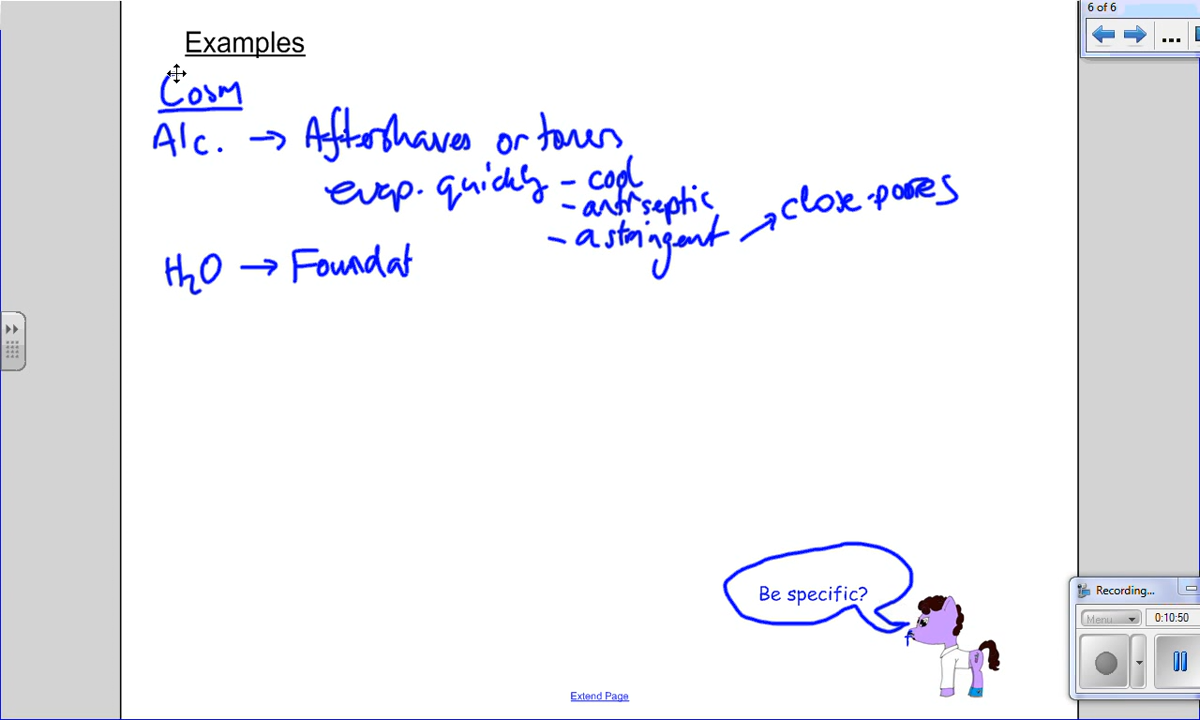 6 of 6
Examples
Cosm
Alc. → Aftershaves or toners
evap. quickly - cool
- antiseptic
- astringent → close pores
H2O → Foundat
Be specific?
Recording...
Menu
0:10:50
Extend Page